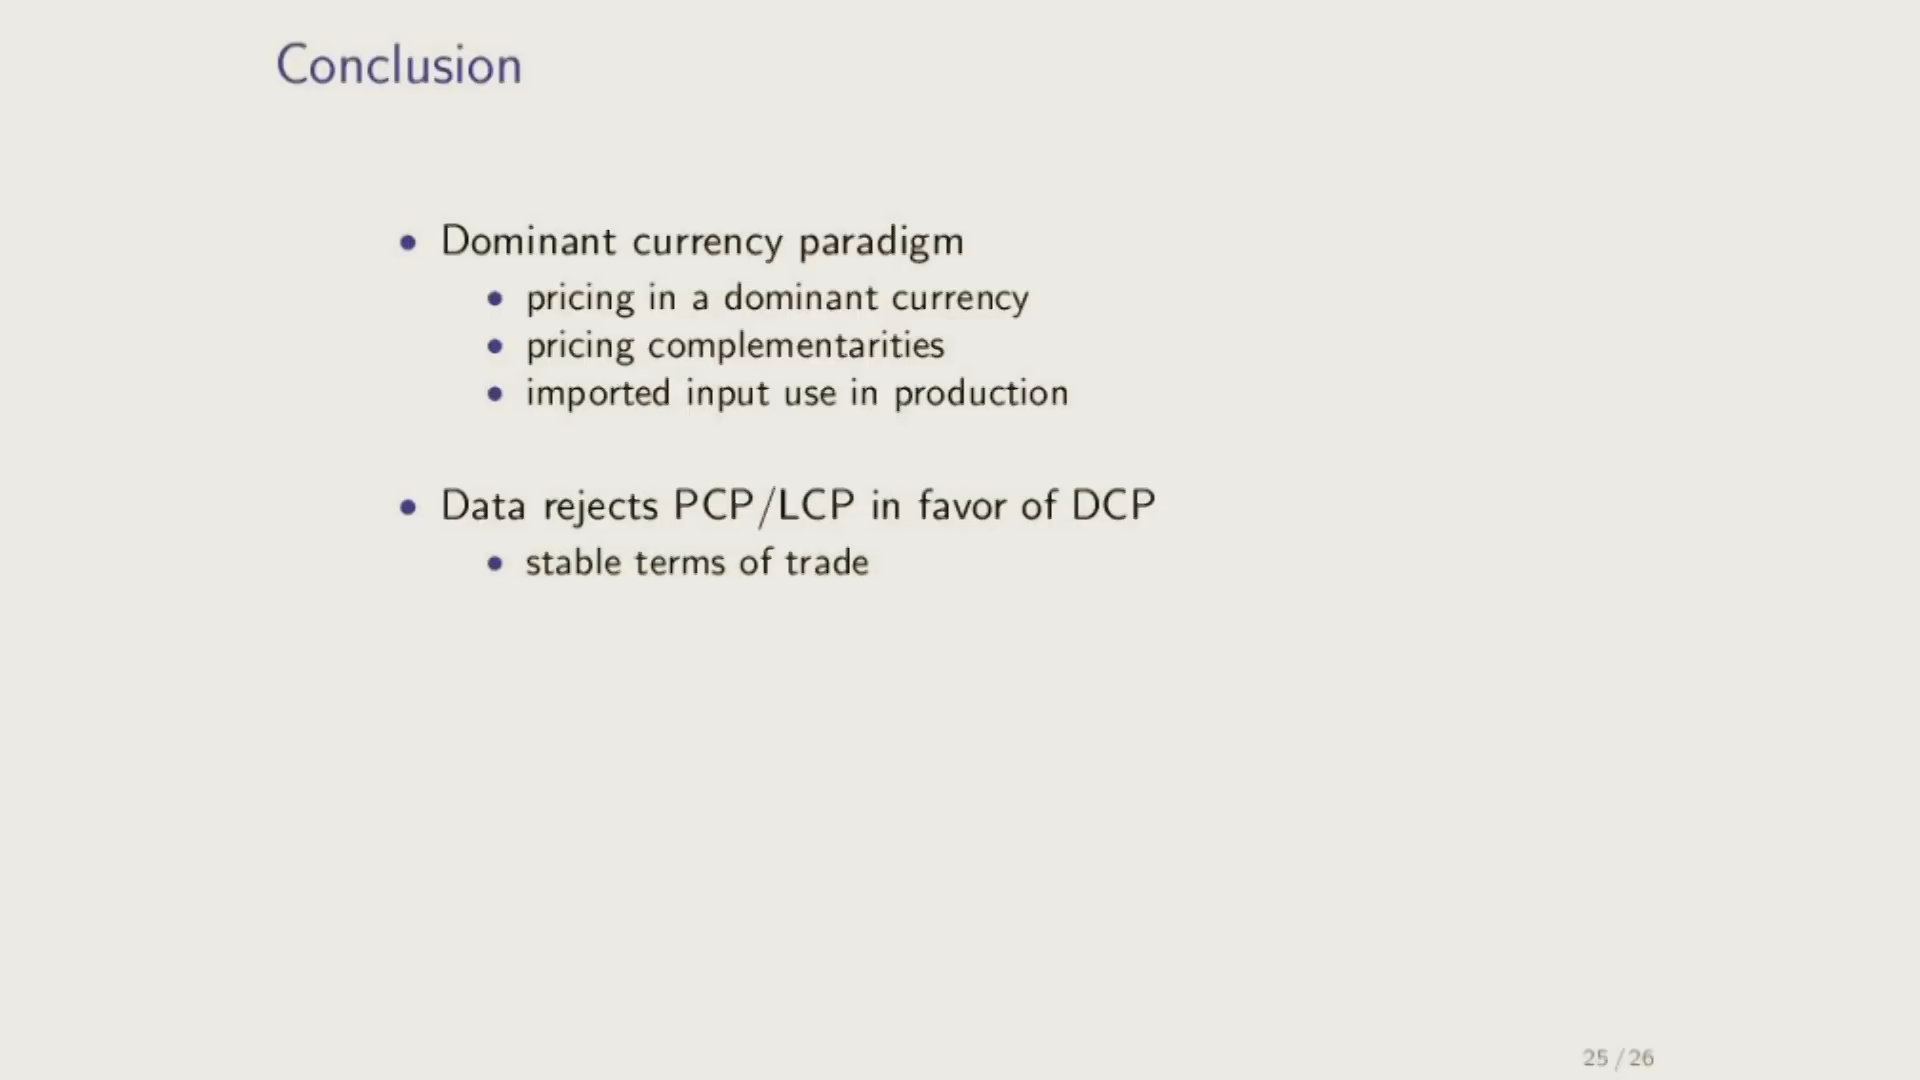 Conclusion
• Dominant currency paradigm
• pricing in a dominant currency
• pricing complementarities
• imported input use in production
• Data rejects PCP/LCP in favor of DCP
• stable terms of trade
25 / 26